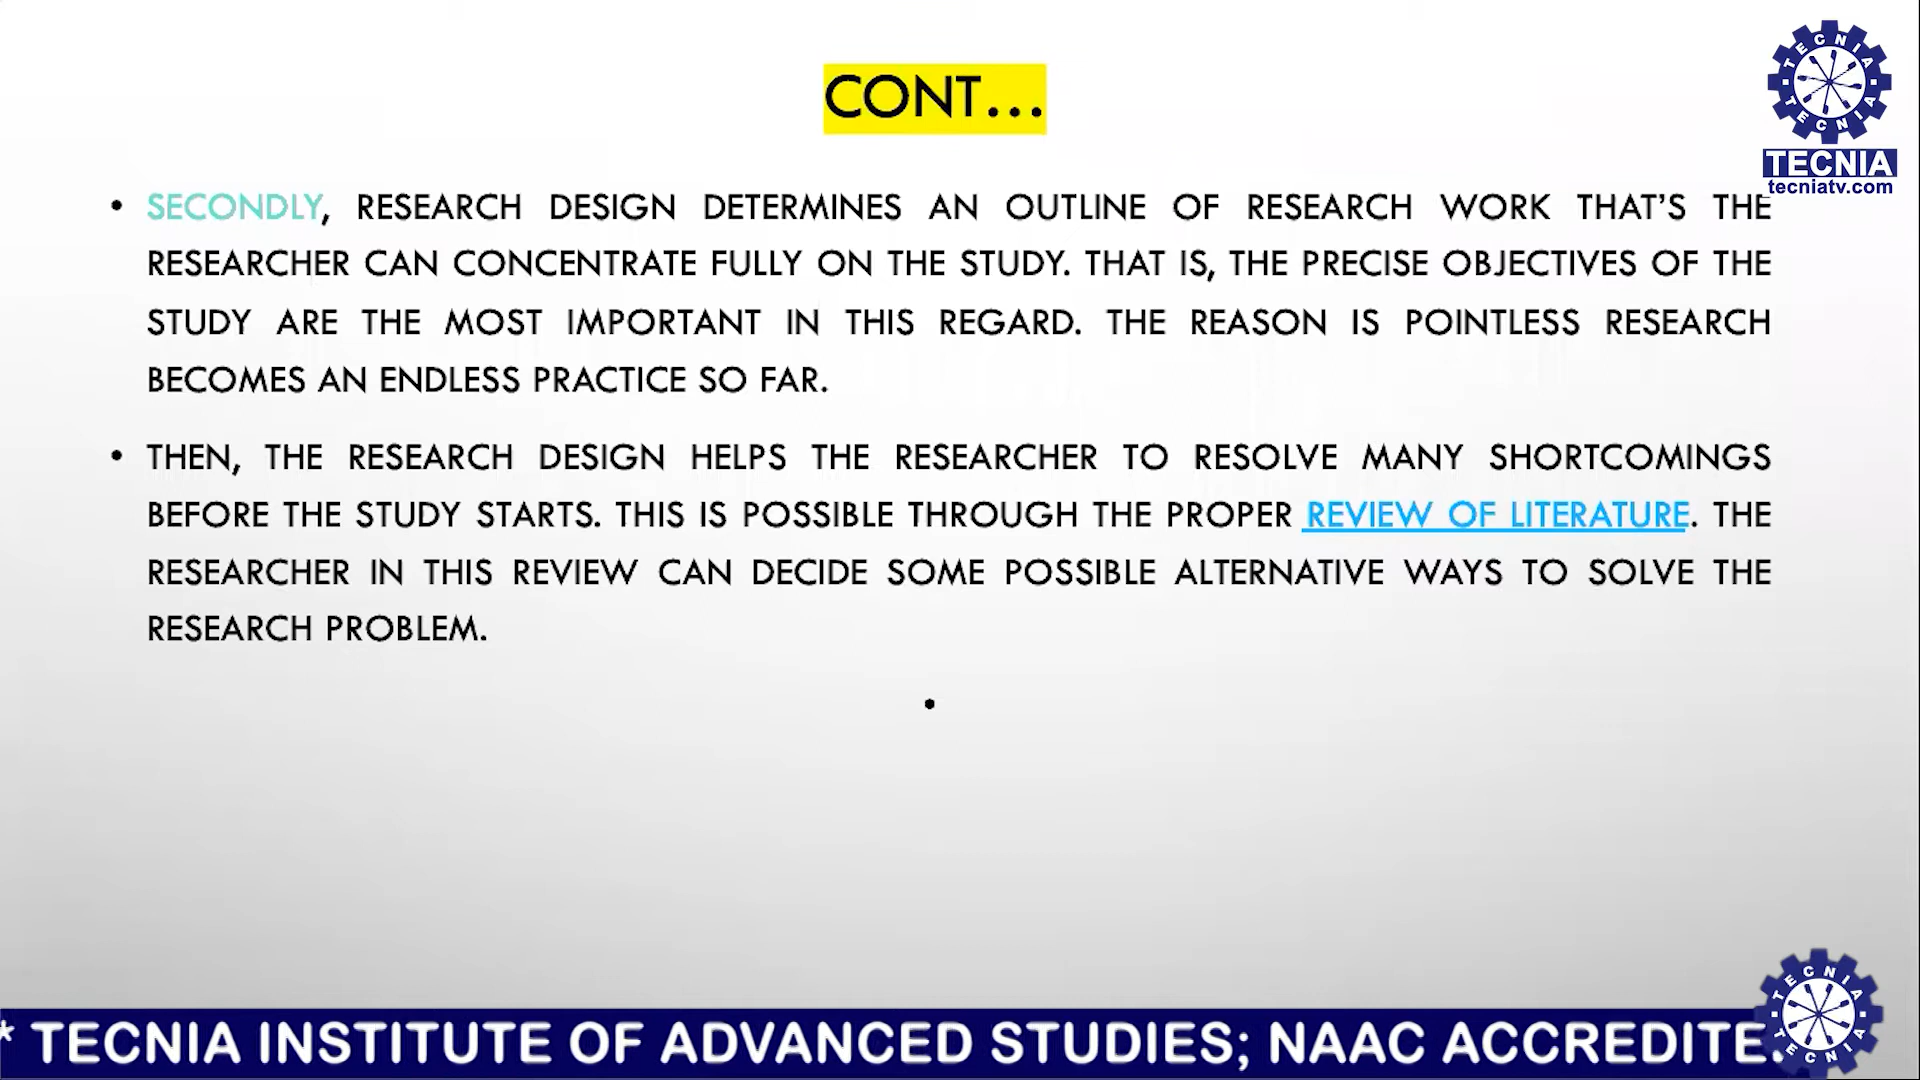 CONT...
TECNIA
TECNIA
TECNIA
tecniatv.com
• SECONDLY, RESEARCH DESIGN DETERMINES AN OUTLINE OF RESEARCH WORK THAT’S THE
RESEARCHER CAN CONCENTRATE FULLY ON THE STUDY. THAT IS, THE PRECISE OBJECTIVES OF THE
STUDY ARE THE MOST IMPORTANT IN THIS REGARD. THE REASON IS POINTLESS RESEARCH
BECOMES AN ENDLESS PRACTICE SO FAR.
• THEN, THE RESEARCH DESIGN HELPS THE RESEARCHER TO RESOLVE MANY SHORTCOMINGS
BEFORE THE STUDY STARTS. THIS IS POSSIBLE THROUGH THE PROPER REVIEW OF LITERATURE. THE
RESEARCHER IN THIS REVIEW CAN DECIDE SOME POSSIBLE ALTERNATIVE WAYS TO SOLVE THE
RESEARCH PROBLEM.
•
* TECNIA INSTITUTE OF ADVANCED STUDIES; NAAC ACCREDITE
TECNIA
TECNIA